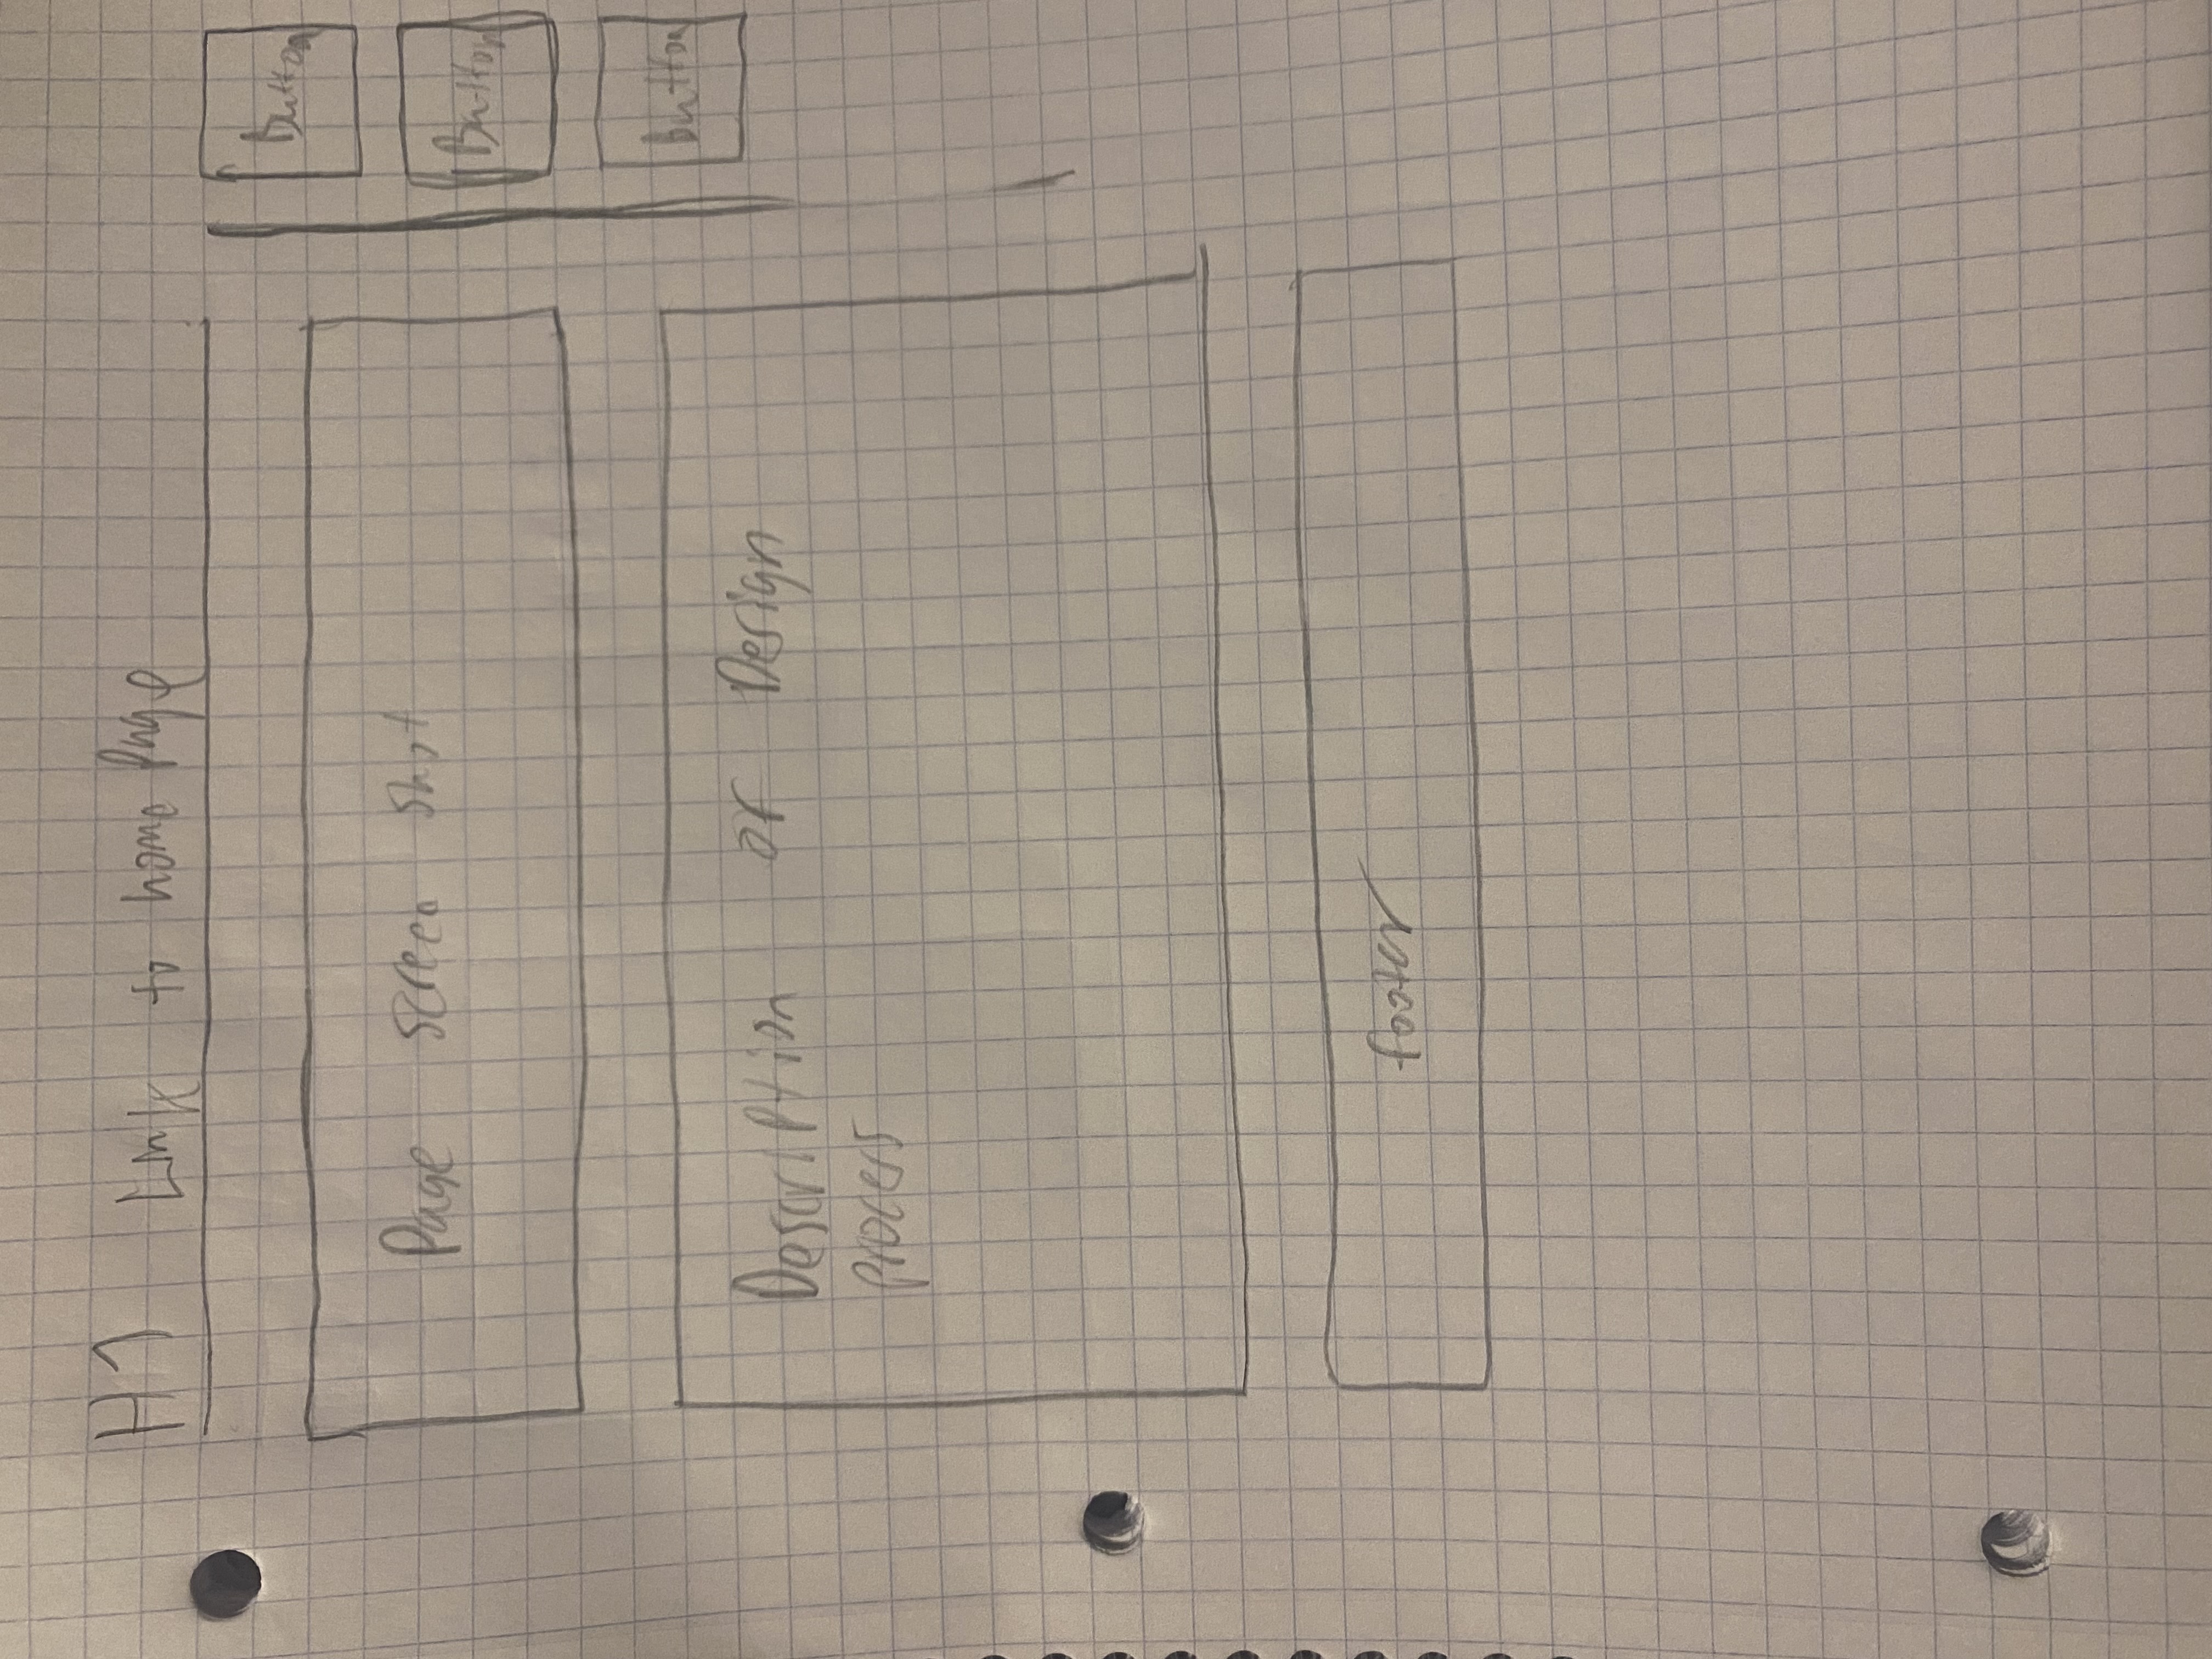 H1 Link to home Page
Button
Page screen shot
Button
button
Description of Design
process
footer